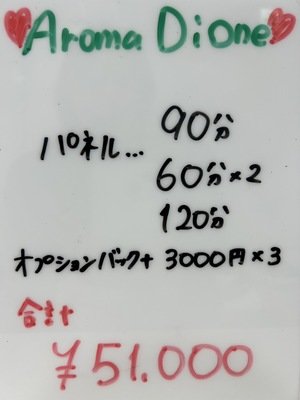 Aroma Dione
パネル… 90分
60分×2
120分
オプションバック+ 3000円×3
合計
¥51.000